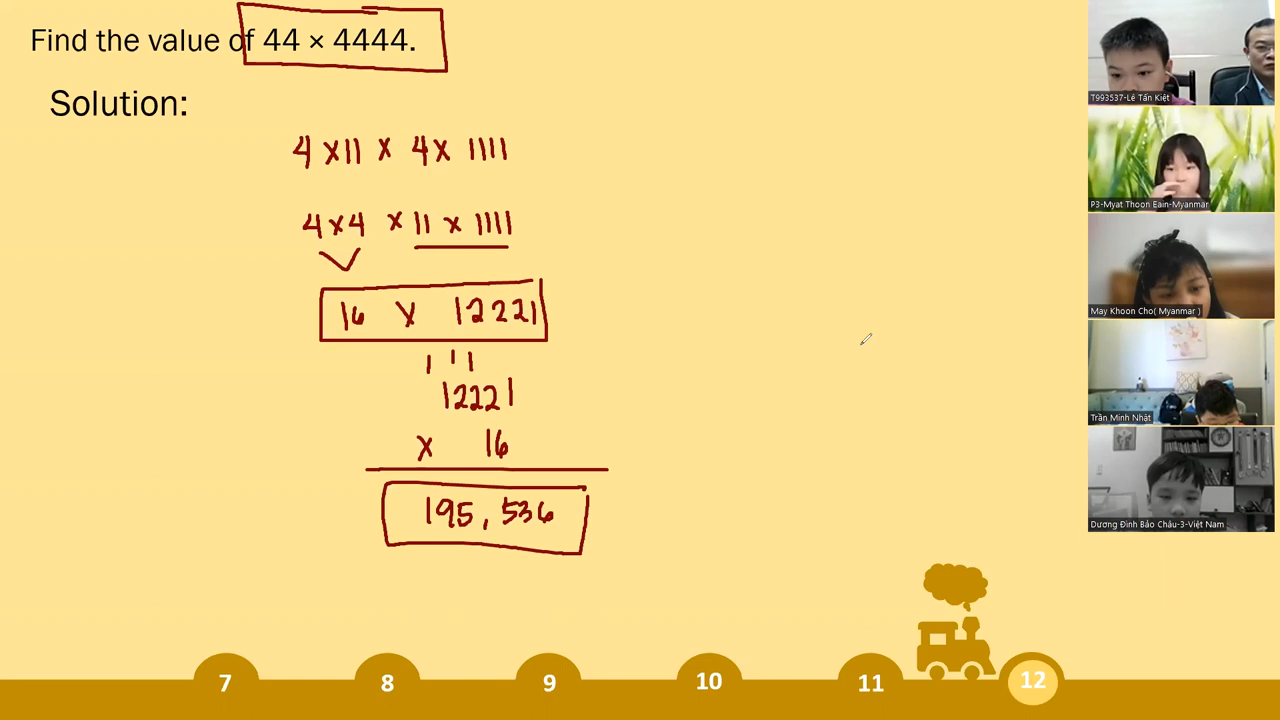 Find the value of 44 × 4444.
Solution:
4 x 11 x 4 x 1111
4 x 4 x 11 x 1111
16 x 12221
1 1 1
12221
x 16
195,536
7 8 9 10 11 12
T993537-Lê Tấn Kiệt
P3-Myat Thoon Eain-Myanmar
May Khoon Cho( Myanmar )
Trần Minh Nhật
Dương Đình Bảo Châu-3-Việt Nam